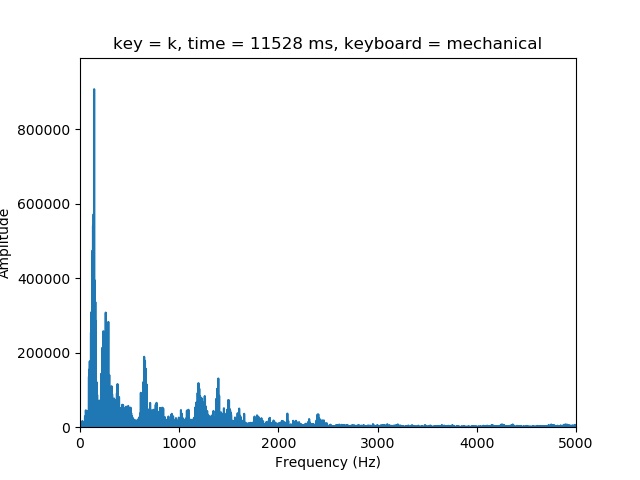 key = k, time = 11528 ms, keyboard = mechanical
Amplitude
800000
600000
400000
200000
0
0 1000 2000 3000 4000 5000
Frequency (Hz)